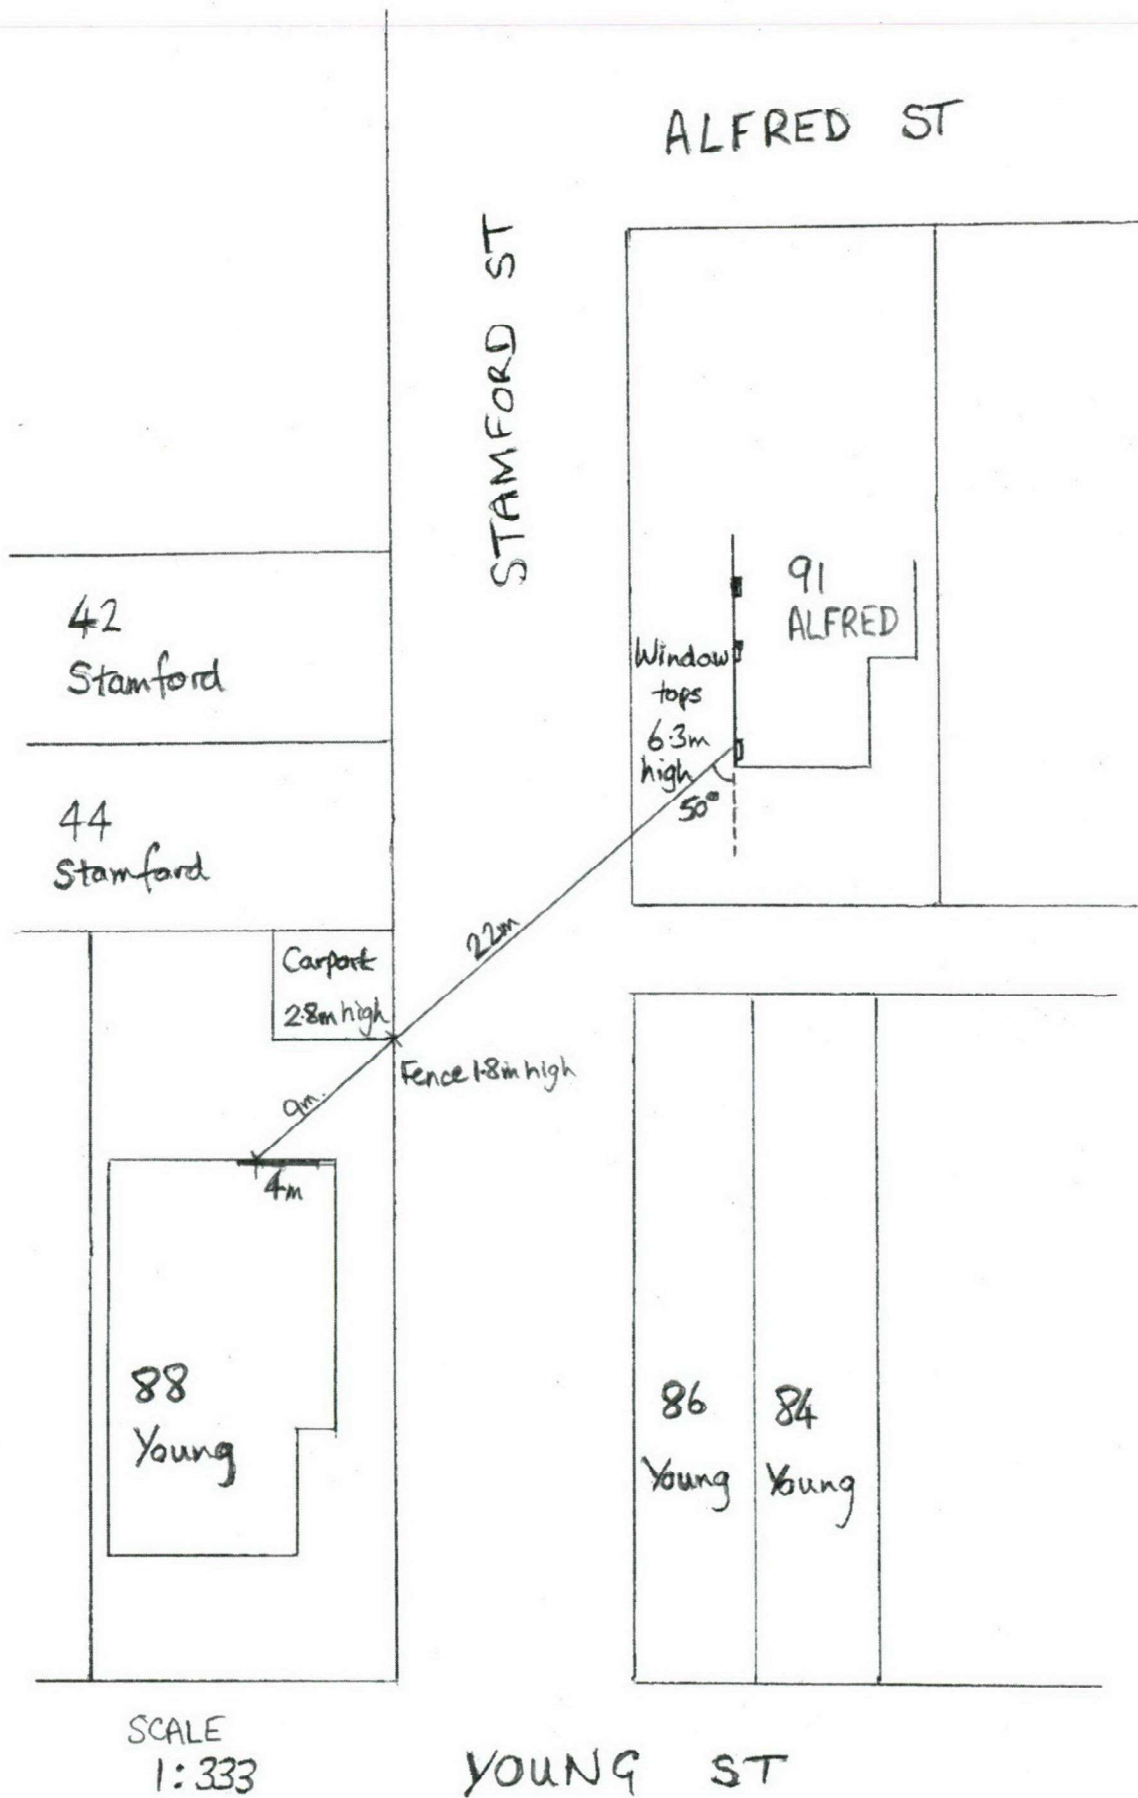 ALFRED ST
STAMFORD ST
42
Stamford
44
Stamford
91
ALFRED
Window
tops
6.3m
high
50°
22m
Carport
2.8m high
Fence 1.8m high
9m.
4m
88
Young
86
Young
84
Young
SCALE
1:333
YOUNG ST